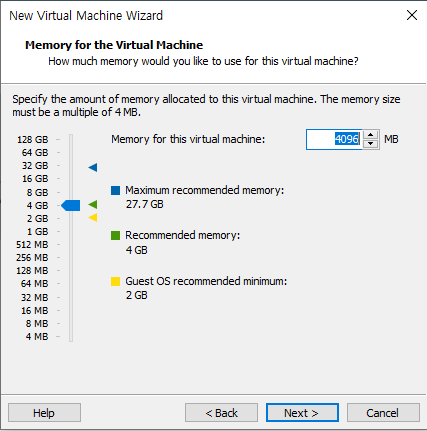 New Virtual Machine Wizard
Memory for the Virtual Machine
How much memory would you like to use for this virtual machine?
Specify the amount of memory allocated to this virtual machine. The memory size
must be a multiple of 4 MB.
Memory for this virtual machine: 4096 MB
128 GB
64 GB
32 GB
16 GB
8 GB
4 GB
2 GB
1 GB
512 MB
256 MB
128 MB
64 MB
32 MB
16 MB
8 MB
4 MB
Maximum recommended memory:
27.7 GB
Recommended memory:
4 GB
Guest OS recommended minimum:
2 GB
Help
< Back
Next >
Cancel